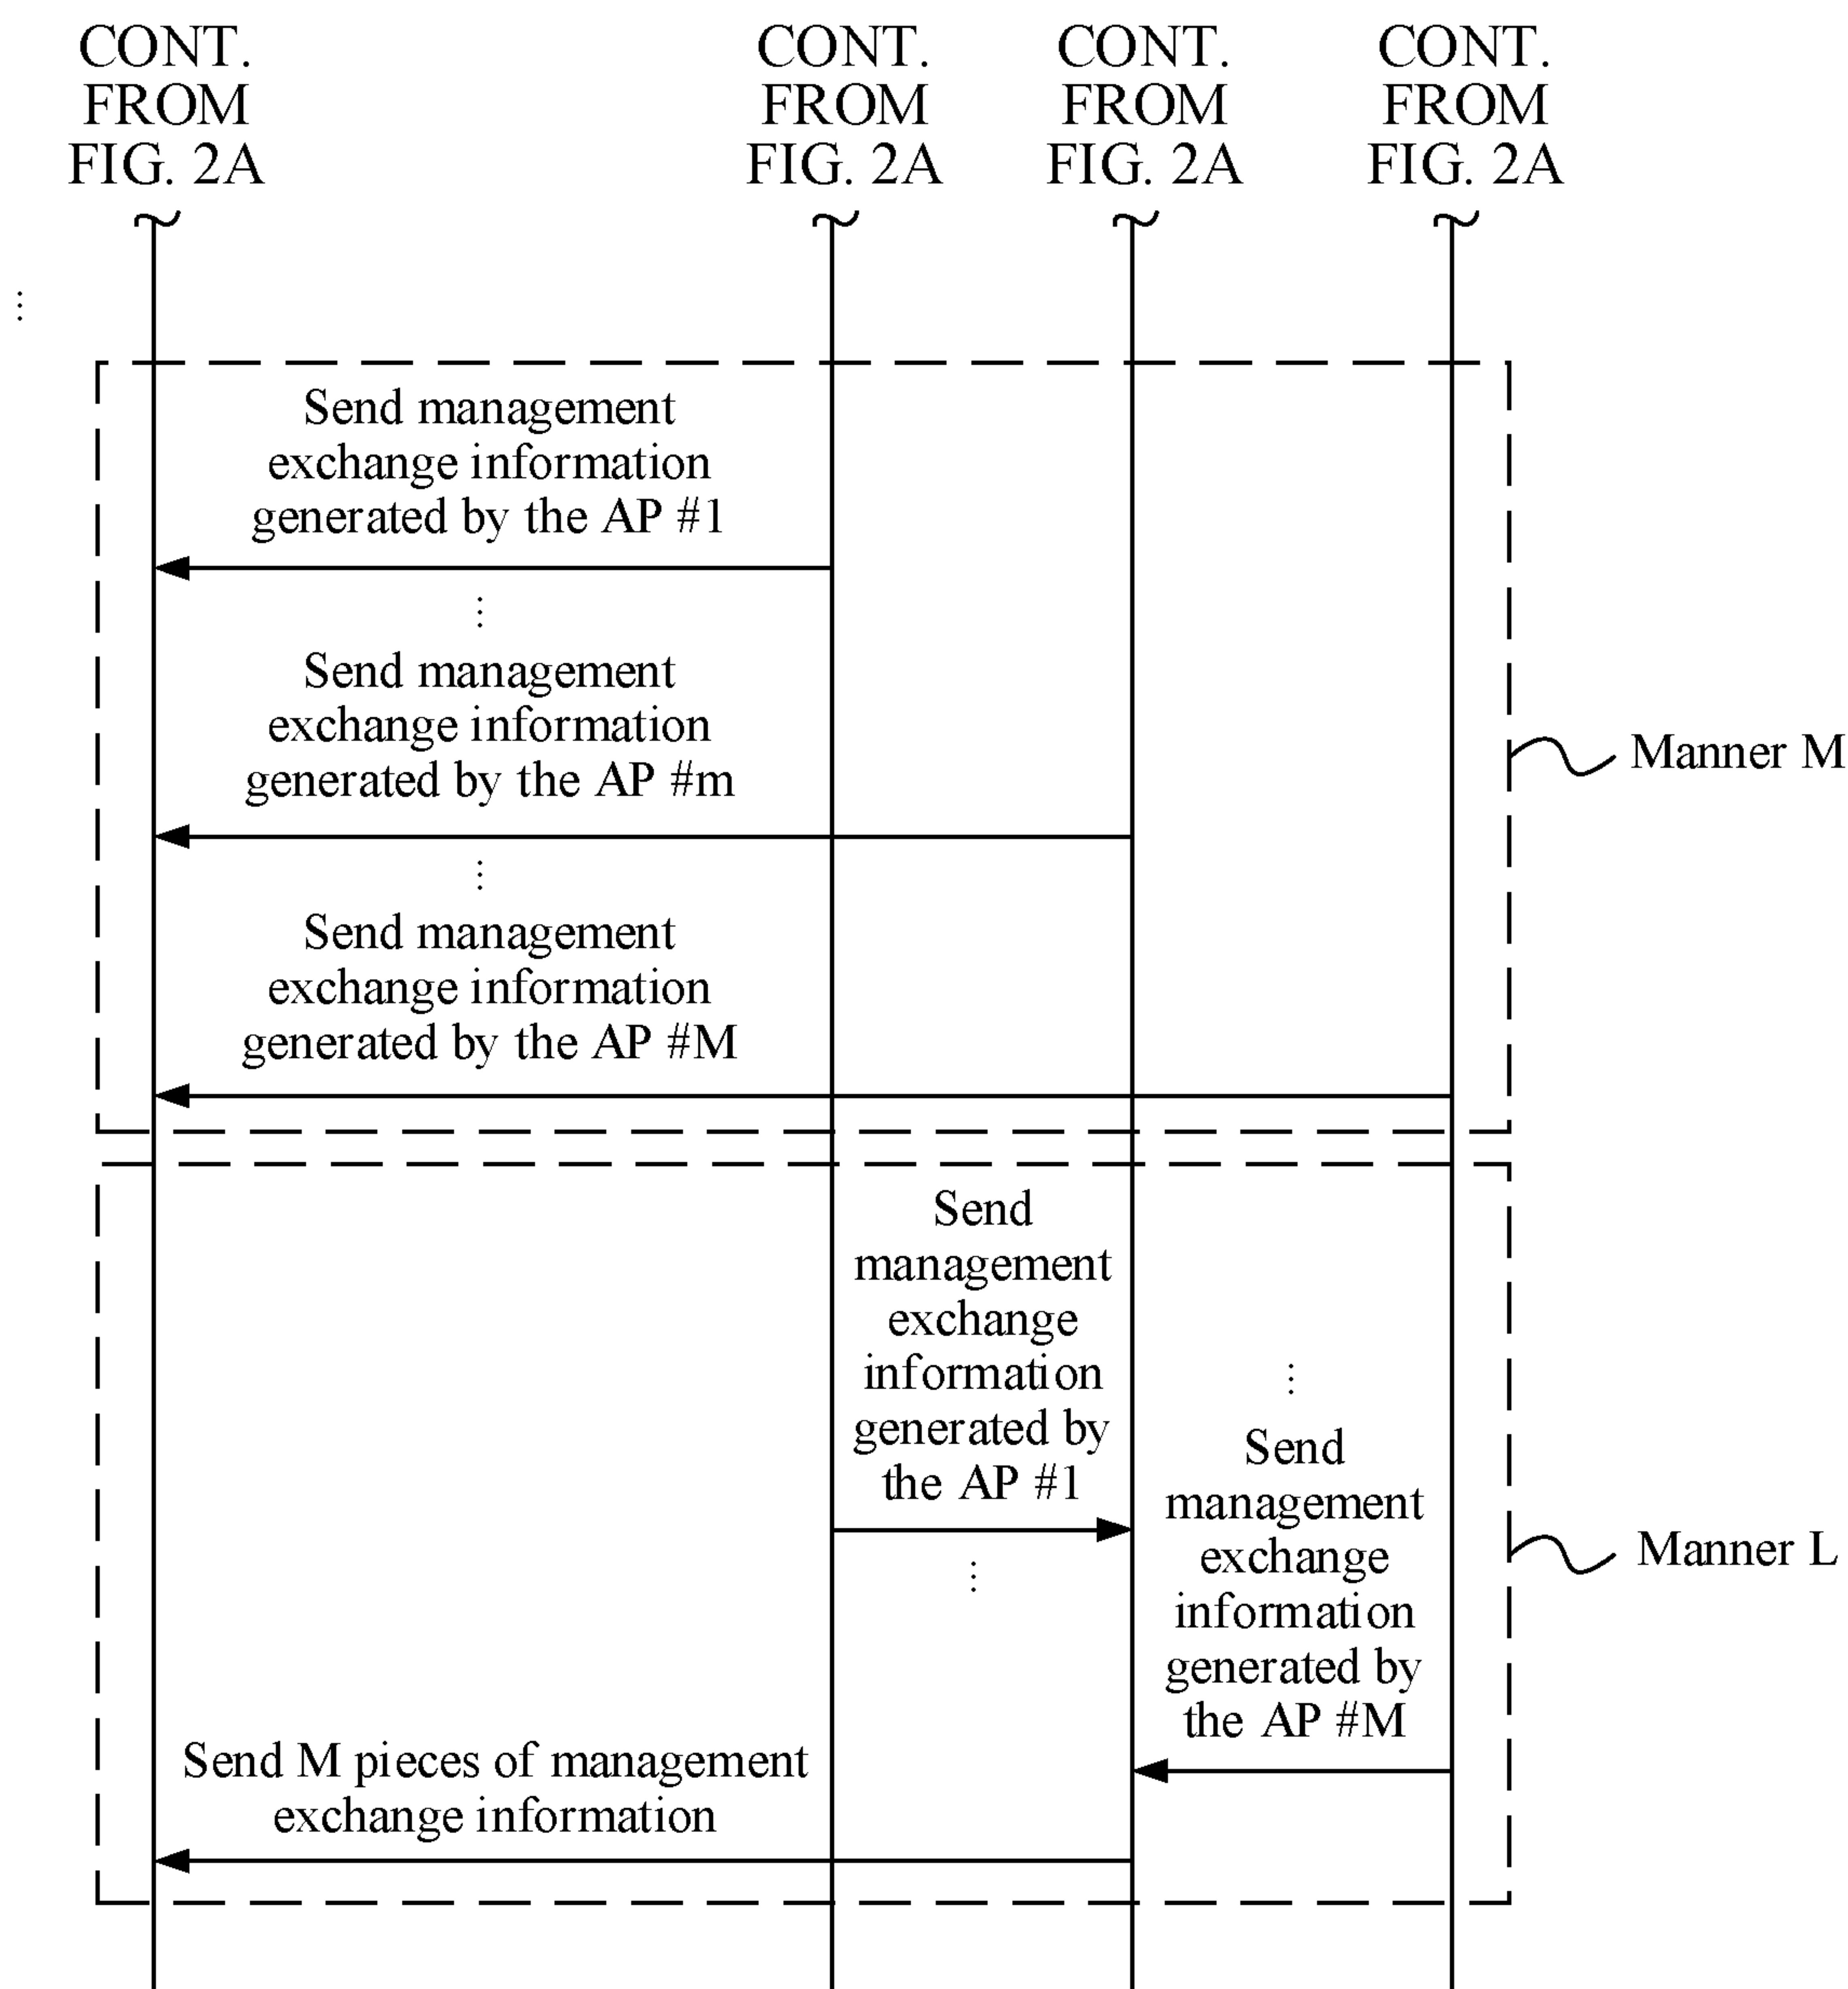 CONT.
FROM
FIG. 2A
CONT.
FROM
FIG. 2A
CONT.
FROM
FIG. 2A
CONT.
FROM
FIG. 2A
Send management
exchange information
generated by the AP #1
Send management
exchange information
generated by the AP #m
Manner M
Send management
exchange information
generated by the AP #M
Send
management
exchange
information
generated by
the AP #1
Send
management
exchange
information
generated by
the AP #M
Manner L
Send M pieces of management
exchange information